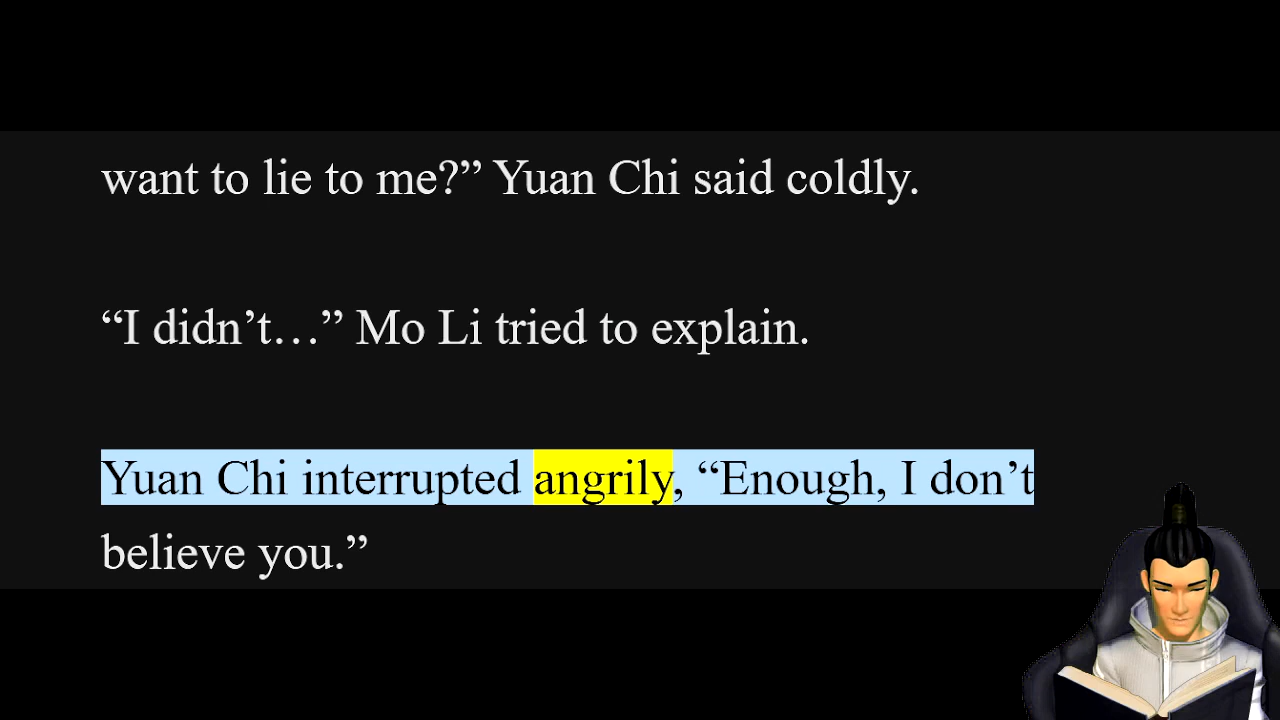 want to lie to me?” Yuan Chi said coldly.
“I didn’t…” Mo Li tried to explain.
Yuan Chi interrupted angrily, “Enough, I don’t
believe you.”